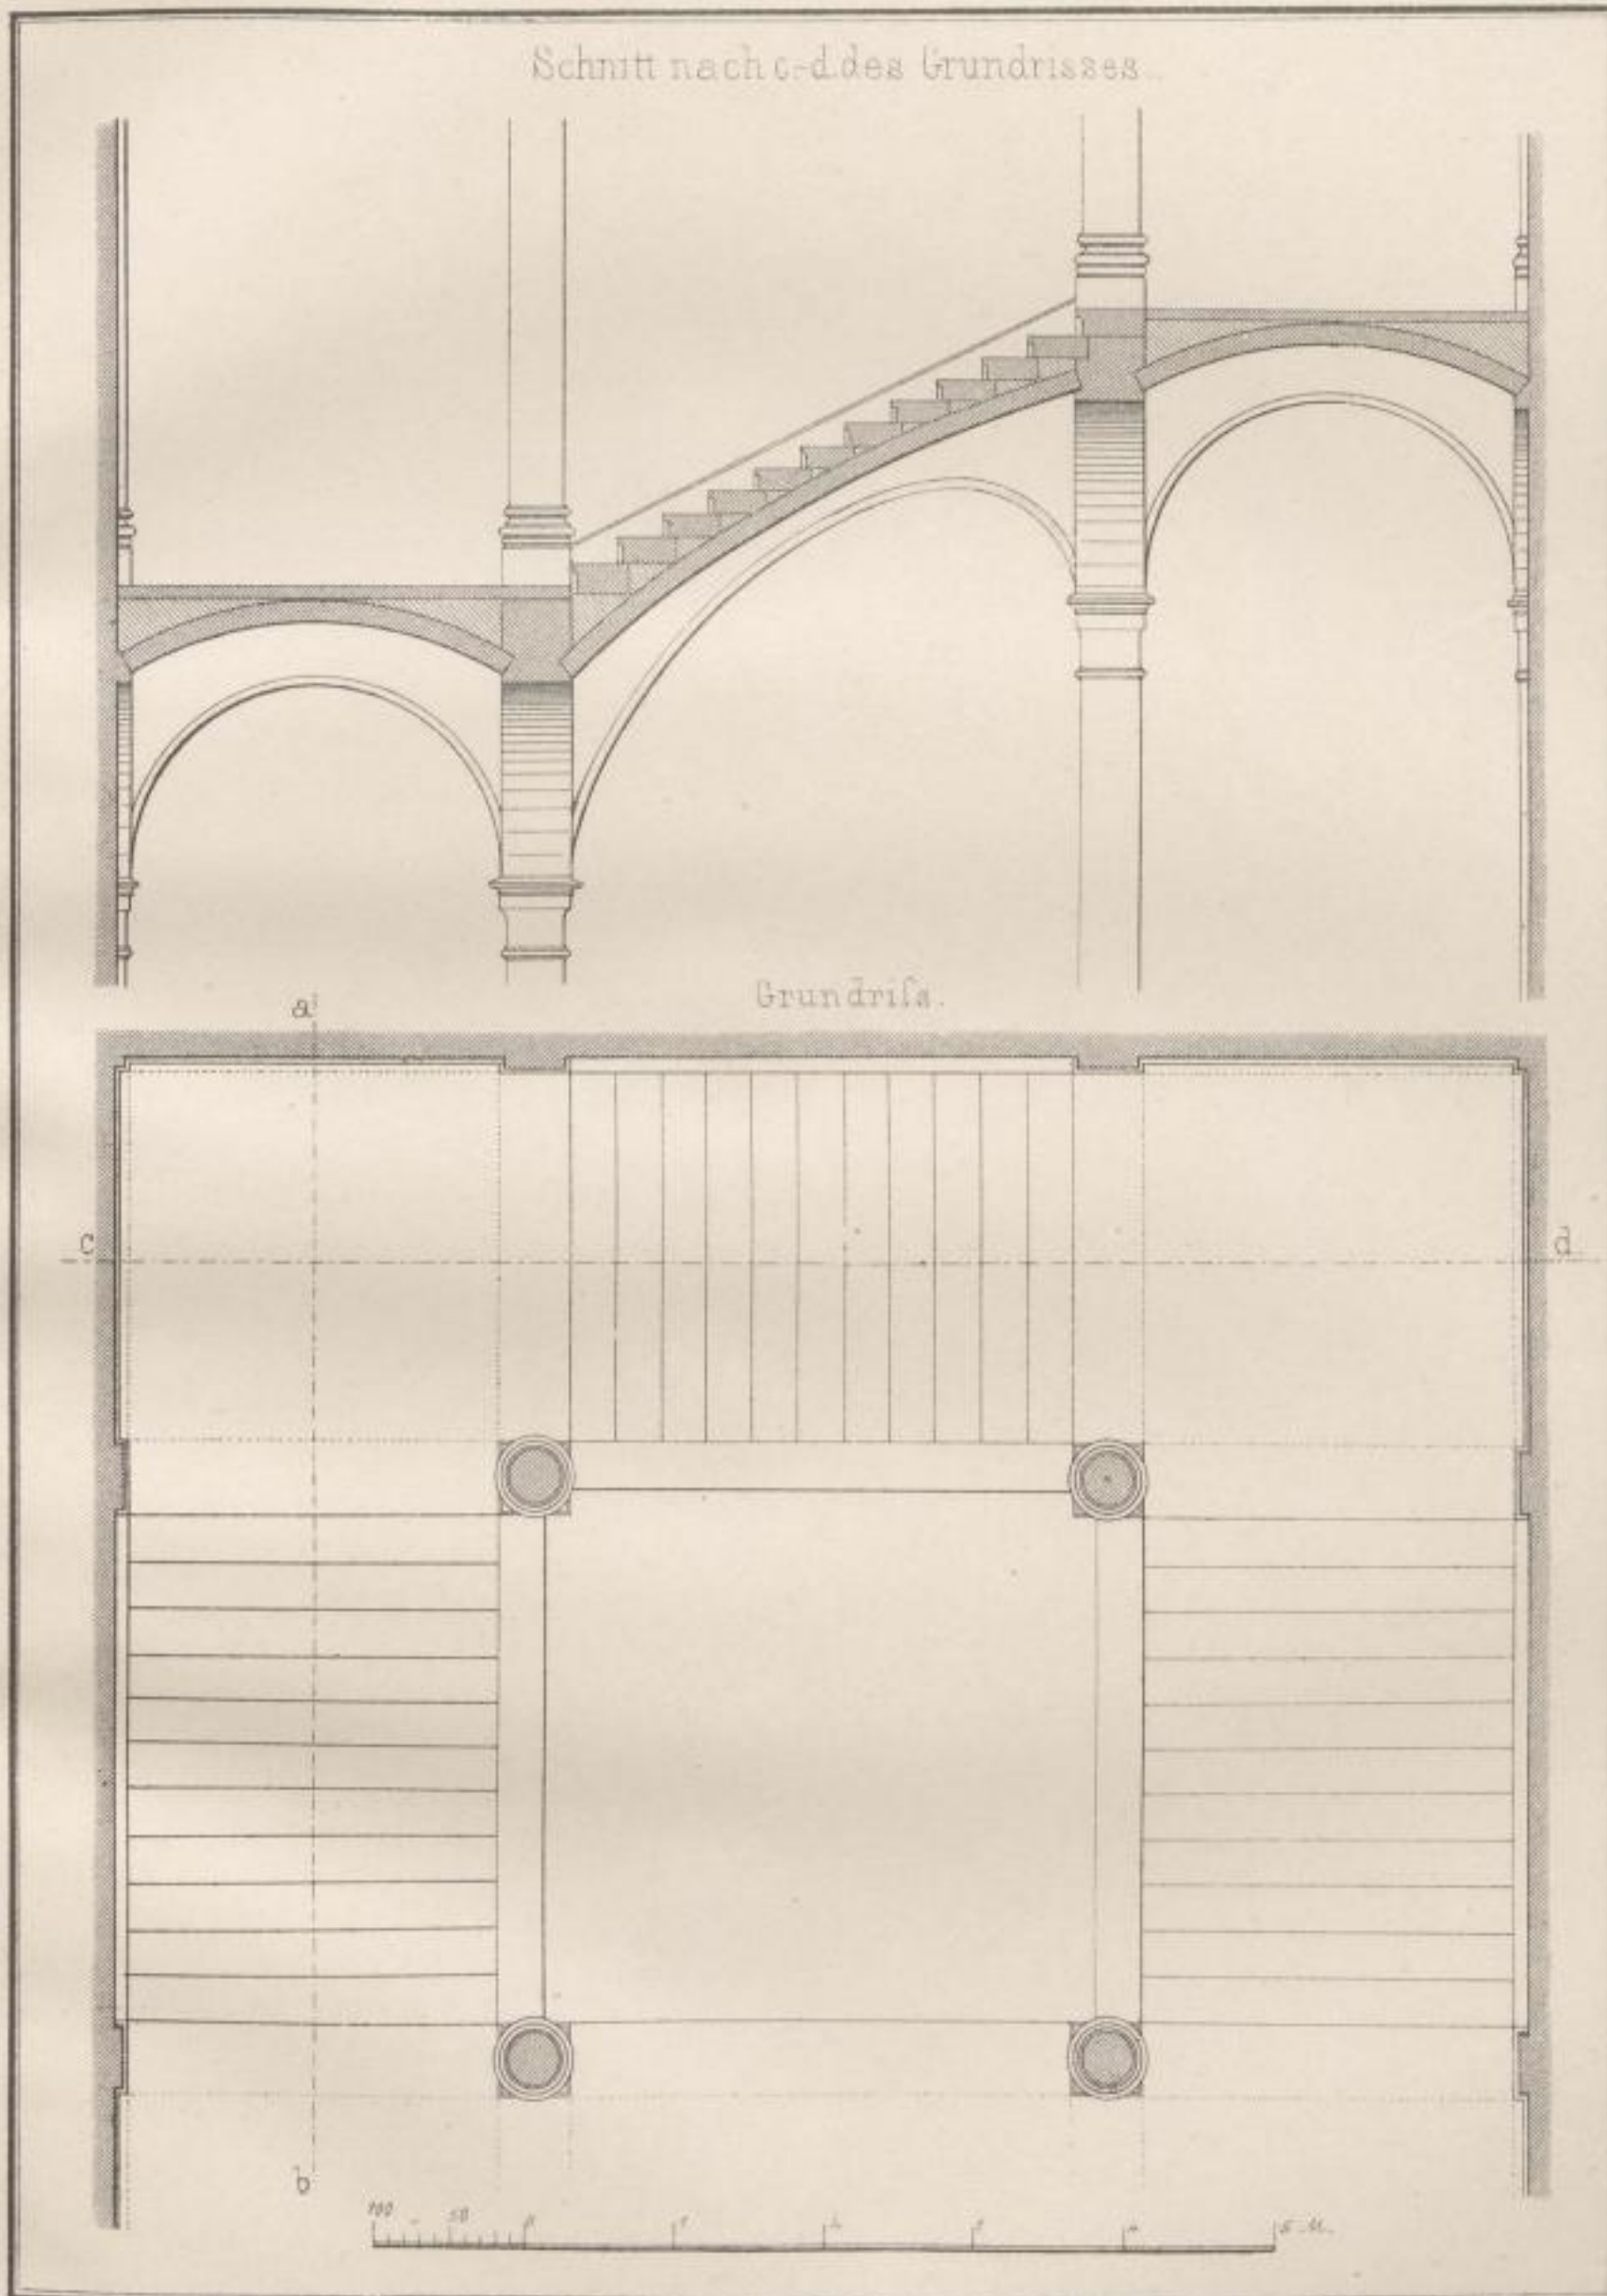 Schnitt nach c-d. des Grundrisses.
Grundriſs.
a
c
d
b
100 50 0 1 2 3 4 5 M.